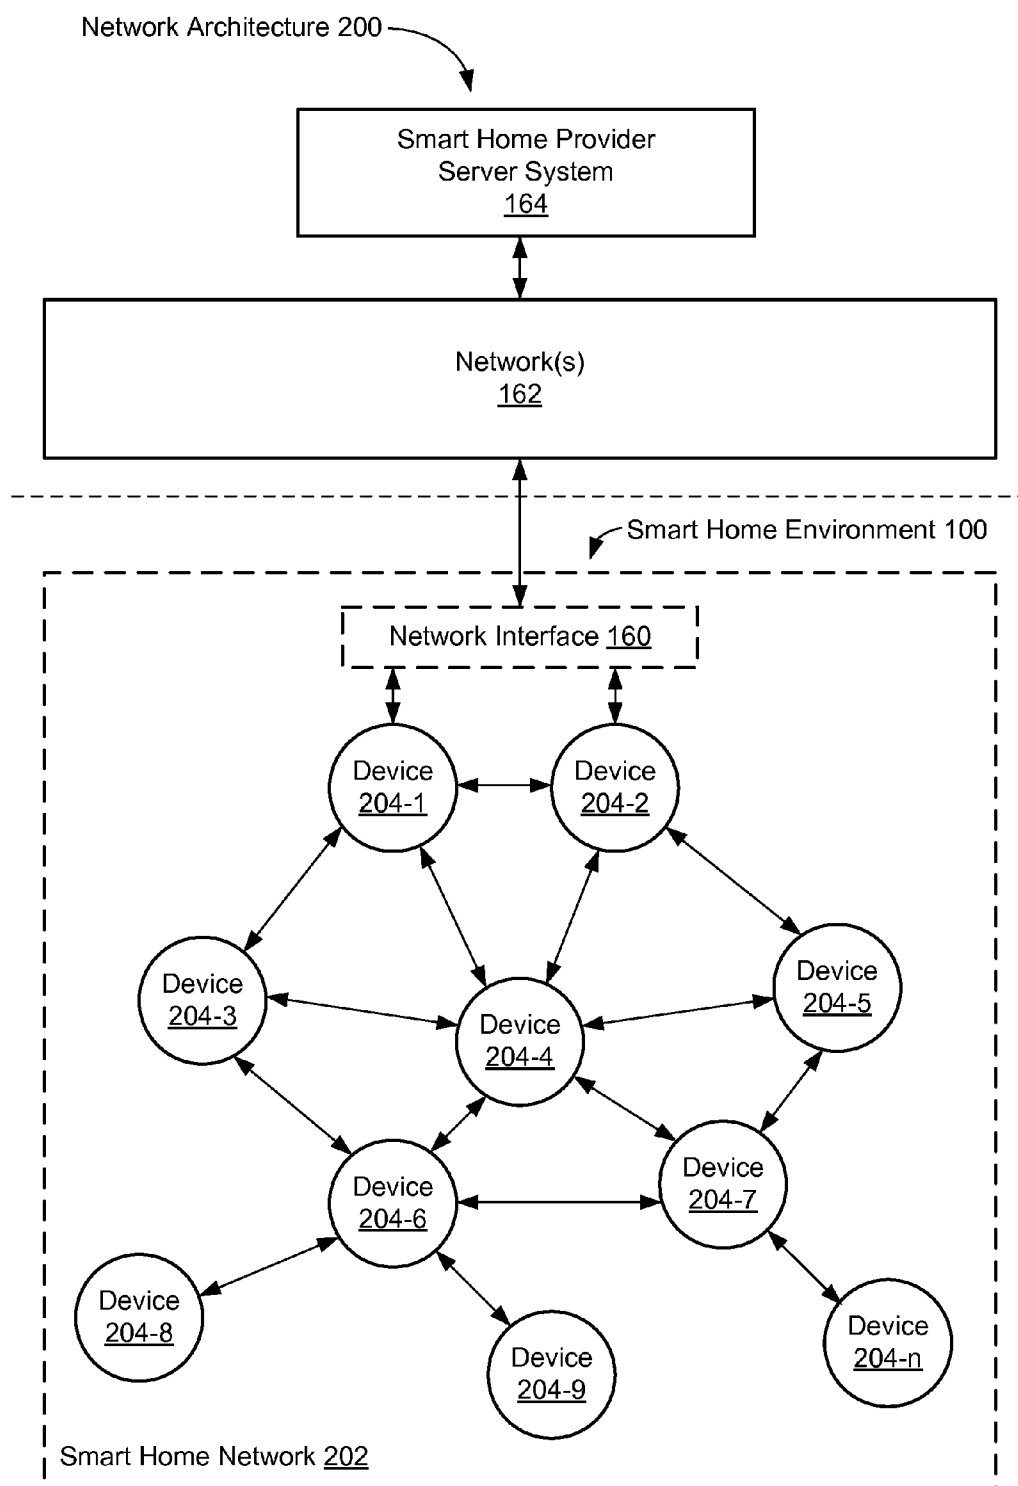 Network Architecture 200
Smart Home Provider
Server System
164
Network(s)
162
Smart Home Environment 100
Network Interface 160
Device
204-1
Device
204-2
Device
204-3
Device
204-4
Device
204-5
Device
204-6
Device
204-7
Device
204-8
Device
204-9
Device
204-n
Smart Home Network 202